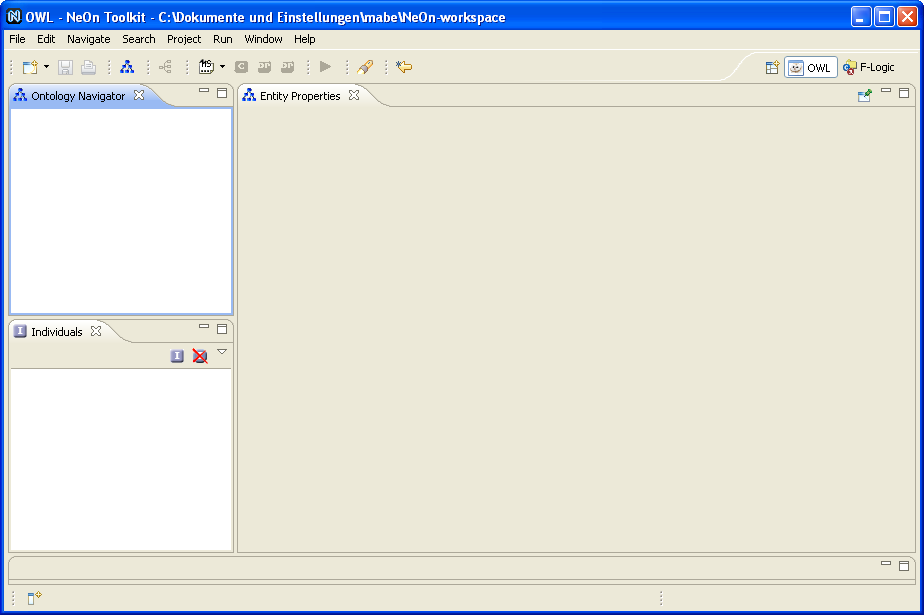 OWL - NeOn Toolkit - C:\Dokumente und Einstellungen\mabe\NeOn-workspace
File Edit Navigate Search Project Run Window Help
OWL F-Logic
Ontology Navigator
Entity Properties
Individuals